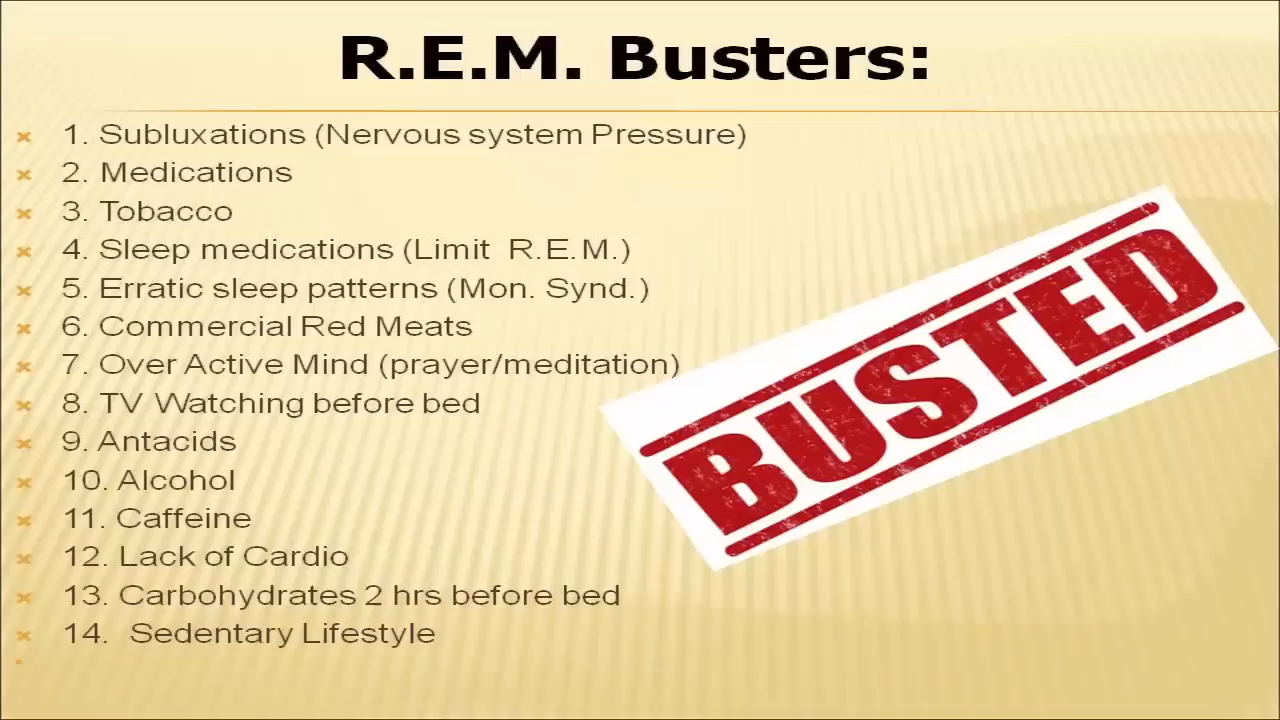 R.E.M. Busters:
1. Subluxations (Nervous system Pressure)
2. Medications
3. Tobacco
4. Sleep medications (Limit R.E.M.)
5. Erratic sleep patterns (Mon. Synd.)
6. Commercial Red Meats
7. Over Active Mind (prayer/meditation)
8. TV Watching before bed
9. Antacids
10. Alcohol
11. Caffeine
12. Lack of Cardio
13. Carbohydrates 2 hrs before bed
14. Sedentary Lifestyle
BUSTED